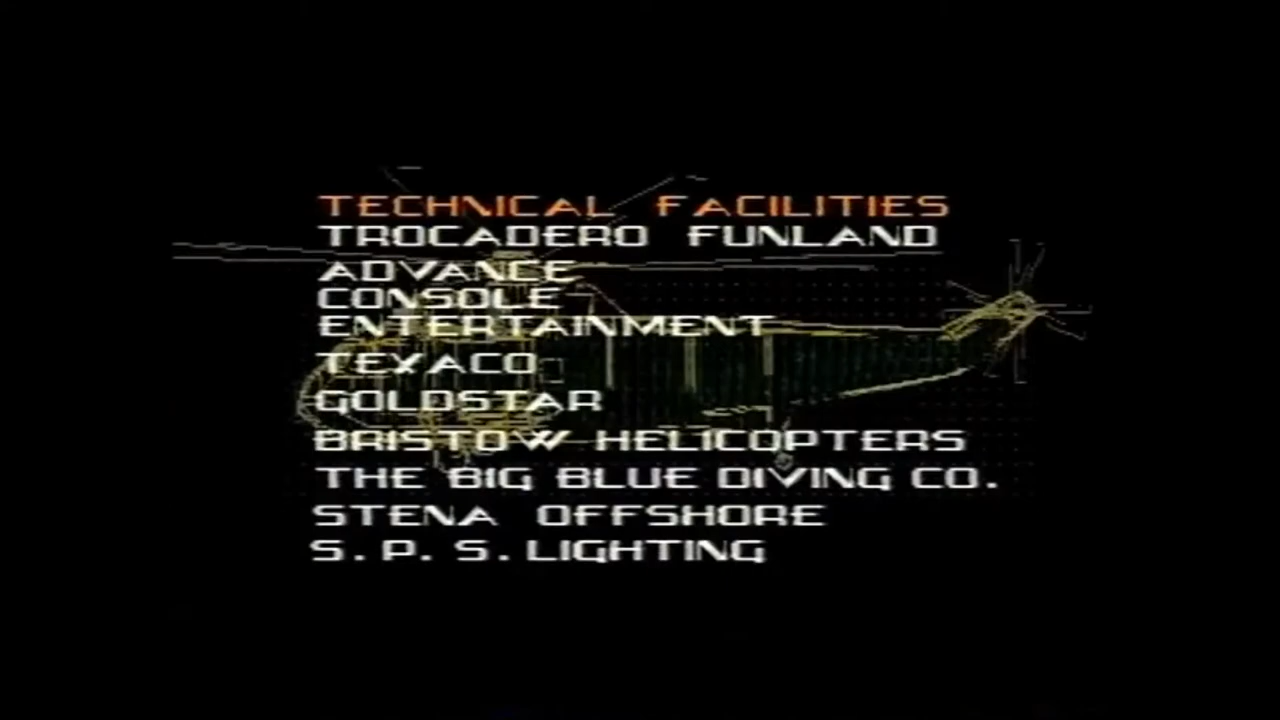 TECHNICAL FACILITIES
TROCADERO FUNLAND
ADVANCE
CONSOLE
ENTERTAINMENT
TEXACO
GOLDSTAR
BRISTOW HELICOPTERS
THE BIG BLUE DIVING CO.
STENA OFFSHORE
S.P.S.LIGHTING